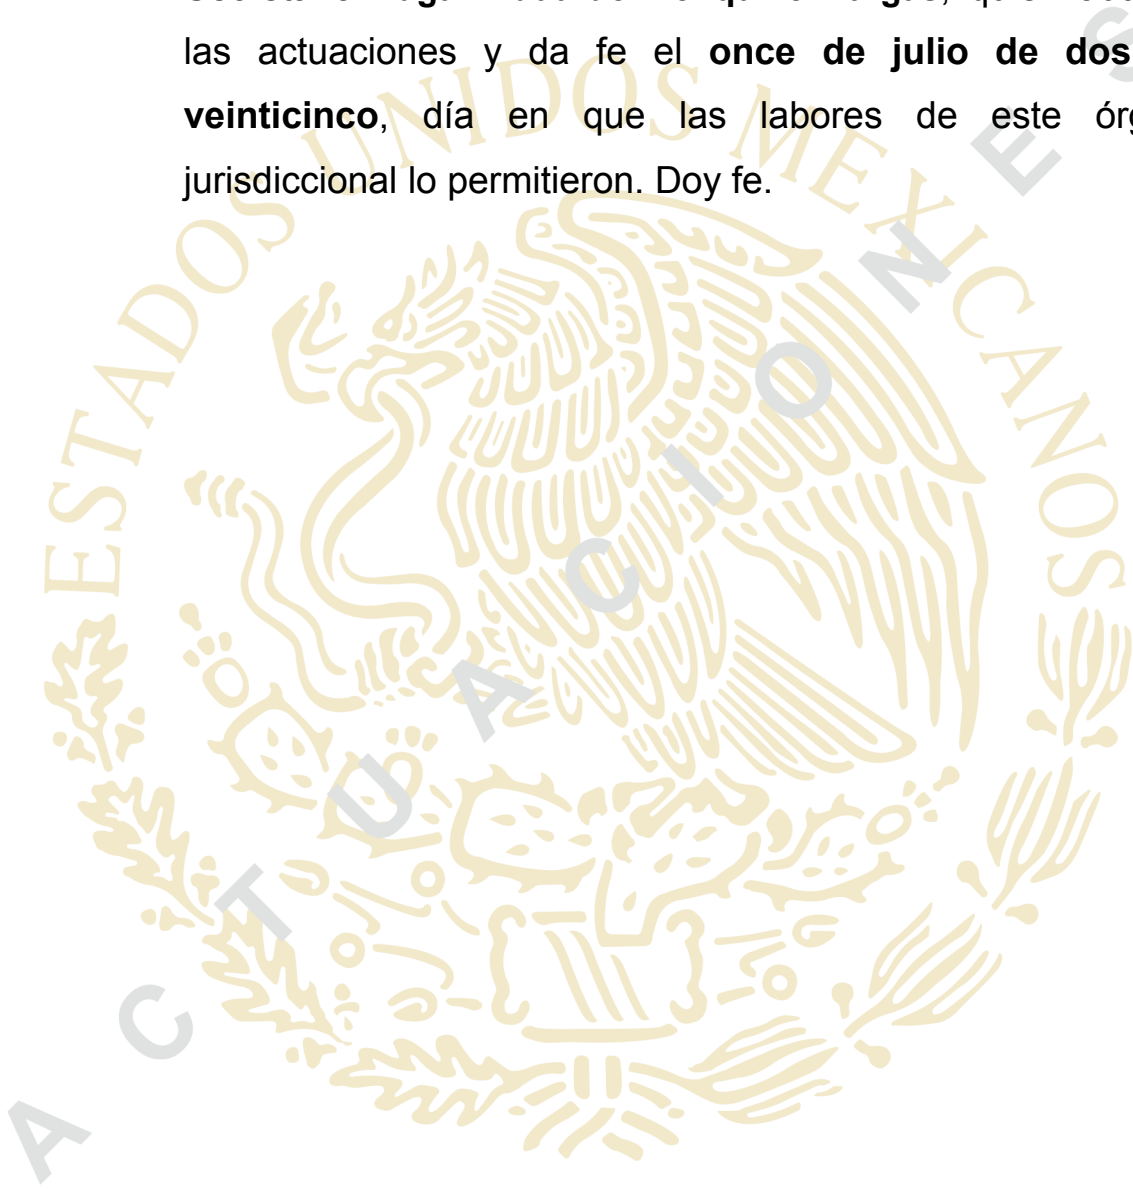 las actuaciones y da fe el once de julio de dos
veinticinco, día en que las labores de este órg
jurisdiccional lo permitieron. Doy fe.
ESTADOS UNIDOS MEXICANOS
ACTUACIONES